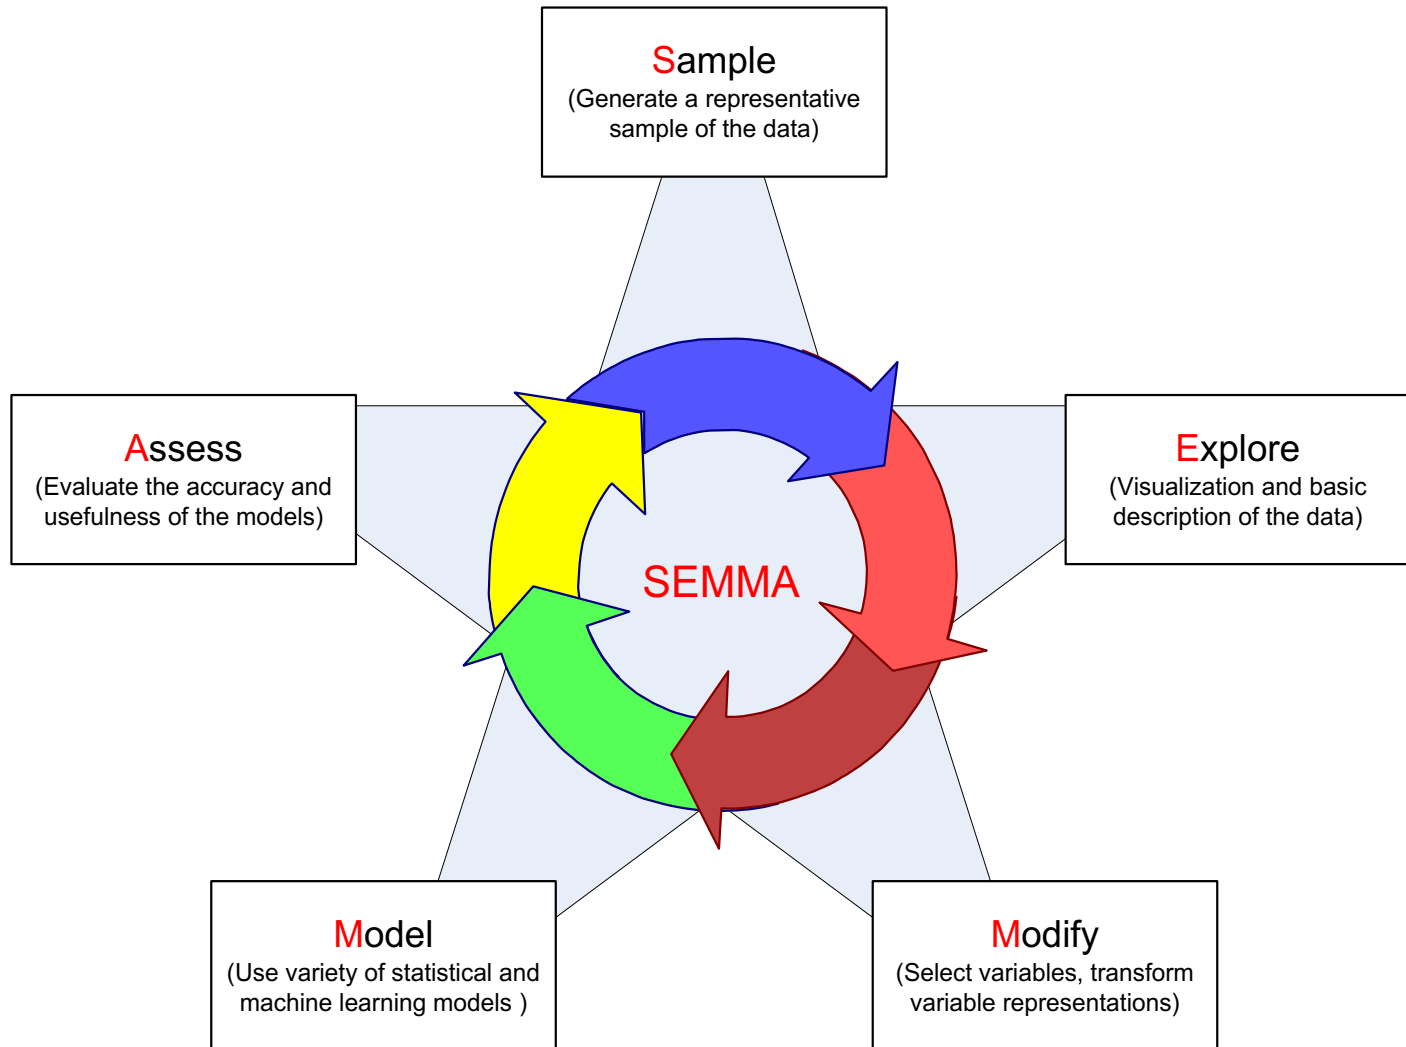 Sample
(Generate a representative
sample of the data)
Assess
(Evaluate the accuracy and
usefulness of the models)
Explore
(Visualization and basic
description of the data)
SEMMA
Model
(Use variety of statistical and
machine learning models )
Modify
(Select variables, transform
variable representations)